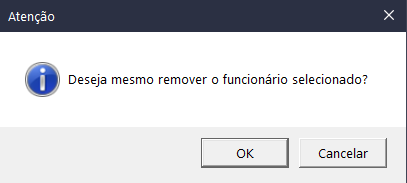 Atenção
Deseja mesmo remover o funcionário selecionado?
OK
Cancelar